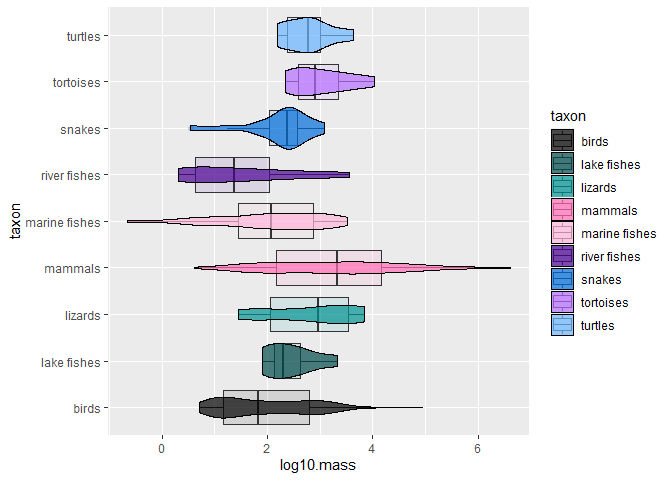 turtles
tortoises
snakes
river fishes
marine fishes
mammals
lizards
lake fishes
birds
taxon
0
2
4
6
log10.mass
taxon
birds
lake fishes
lizards
mammals
marine fishes
river fishes
snakes
tortoises
turtles